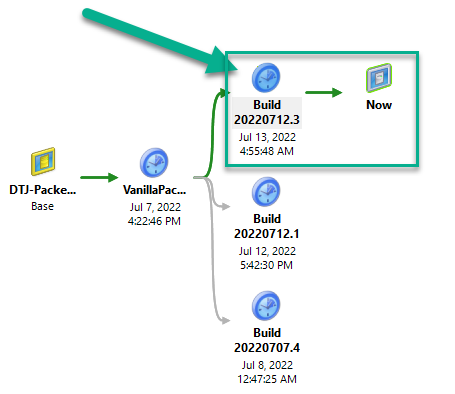 Build
20220712.3
Jul 13, 2022
4:55:48 AM
Now
DTJ-Packe...
Base
VanillaPac...
Jul 7, 2022
4:22:46 PM
Build
20220712.1
Jul 12, 2022
5:42:30 PM
Build
20220707.4
Jul 8, 2022
12:47:25 AM